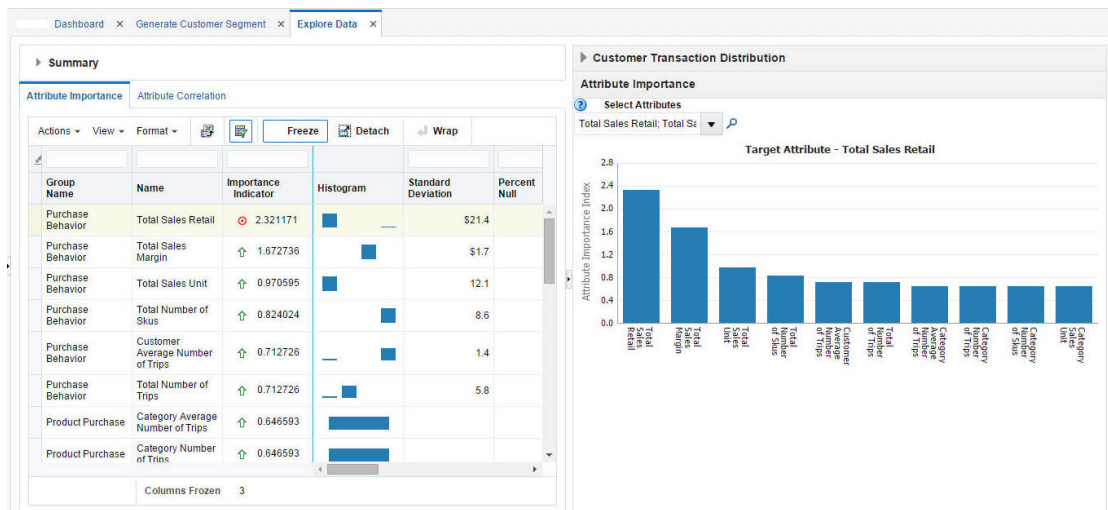 Dashboard × Generate Customer Segment × Explore Data ×
Summary
Attribute Importance Attribute Correlation
Actions View Format Freeze Detach Wrap
Group Name Name Importance Indicator Histogram Standard Deviation Percent Null
Purchase Behavior Total Sales Retail 2.321171 $21.4
Purchase Behavior Total Sales Margin 1.672736 $1.7
Purchase Behavior Total Sales Unit 0.970595 12.1
Purchase Behavior Total Number of Skus 0.824024 8.6
Purchase Behavior Customer Average Number of Trips 0.712726 1.4
Purchase Behavior Total Number of Trips 0.712726 5.8
Product Purchase Category Average Number of Trips 0.646593
Product Purchase Category Number of Trips 0.646593
Columns Frozen 3
Customer Transaction Distribution
Attribute Importance
? Select Attributes
Total Sales Retail; Total Sa
Target Attribute - Total Sales Retail
Attribute Importance Index
2.8
2.4
2.0
1.6
1.2
0.8
0.4
0.0
Total Sales Retail
Total Sales Margin
Total Sales Unit
Total Number of Skus
Customer Average Number of Trips
Total Number of Trips
Category Average Number of Trips
Category Number of Trips
Category Number of Skus
Category Sales Unit